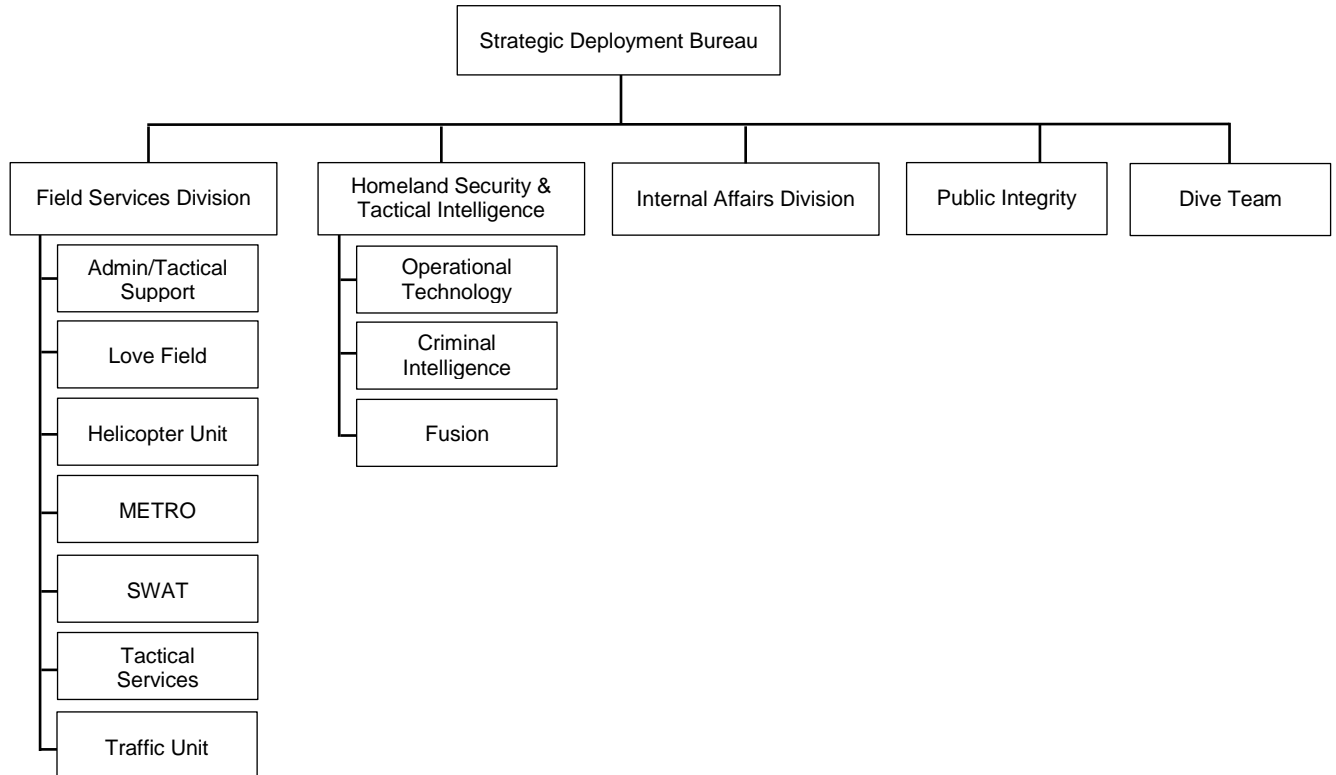 Strategic Deployment Bureau
Field Services Division
Homeland Security &
Tactical Intelligence
Internal Affairs Division
Public Integrity
Dive Team
Admin/Tactical
Support
Love Field
Helicopter Unit
METRO
SWAT
Tactical
Services
Traffic Unit
Operational
Technology
Criminal
Intelligence
Fusion